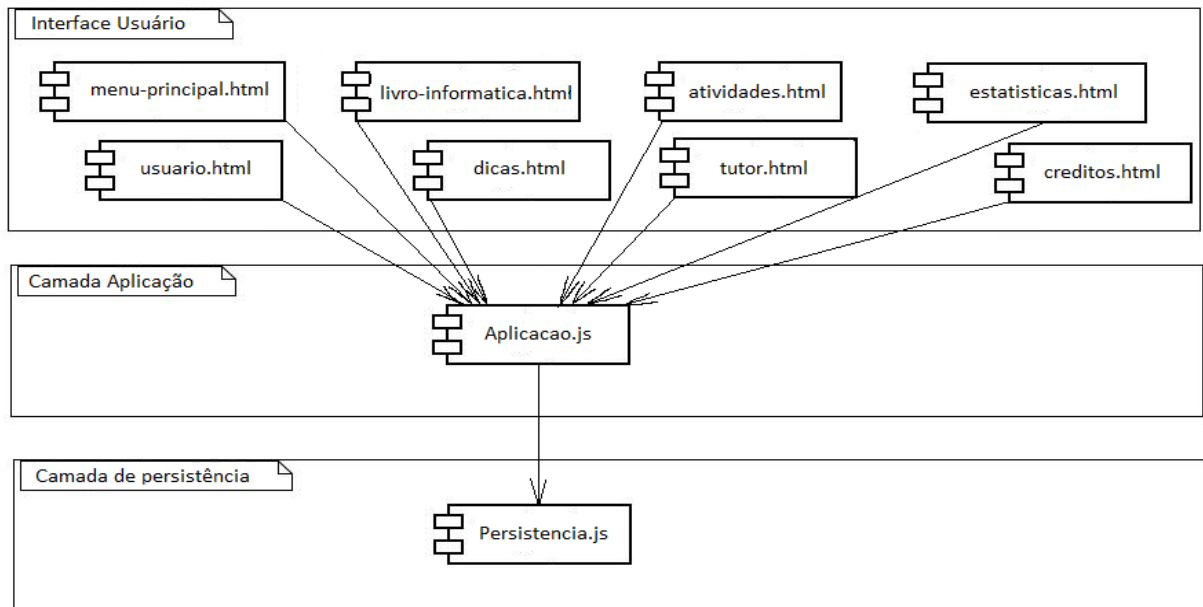 Interface Usuário
menu-principal.html
livro-informatica.html
atividades.html
estatisticas.html
usuario.html
dicas.html
tutor.html
creditos.html
Camada Aplicação
Aplicacao.js
Camada de persistência
Persistencia.js